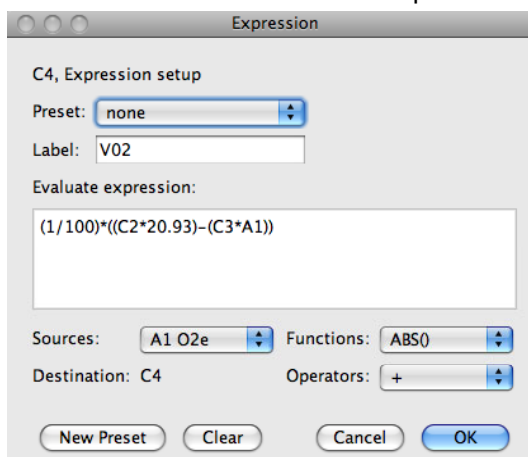 Expression
C4, Expression setup
Preset: none
Label: V02
Evaluate expression:
(1/100)*((C2*20.93)-(C3*A1))
Sources: A1 O2e Functions: ABS()
Destination: C4 Operators: +
New Preset Clear Cancel OK